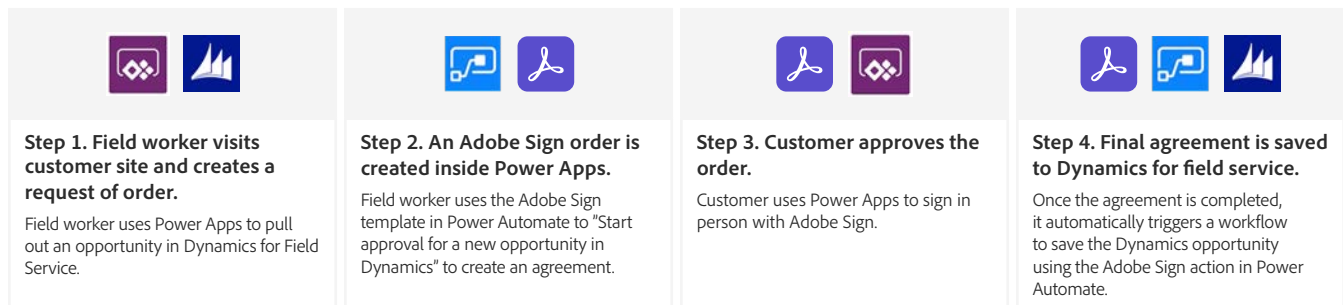 Step 1. Field worker visits
customer site and creates a
request of order.
Field worker uses Power Apps to pull
out an opportunity in Dynamics for Field
Service.
Step 2. An Adobe Sign order is
created inside Power Apps.
Field worker uses the Adobe Sign
template in Power Automate to "Start
approval for a new opportunity in
Dynamics" to create an agreement.
Step 3. Customer approves the
order.
Customer uses Power Apps to sign in
person with Adobe Sign.
Step 4. Final agreement is saved
to Dynamics for field service.
Once the agreement is completed,
it automatically triggers a workflow
to save the Dynamics opportunity
using the Adobe Sign action in Power
Automate.